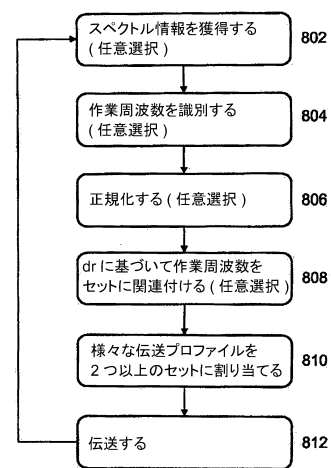 スペクトル情報を獲得する
(任意選択)
802
作業周波数を識別する
(任意選択)
804
正規化する(任意選択)
806
drに基づいて作業周波数を
セットに関連付ける(任意選択)
808
様々な伝送プロファイルを
2つ以上のセットに割り当てる
810
伝送する
812